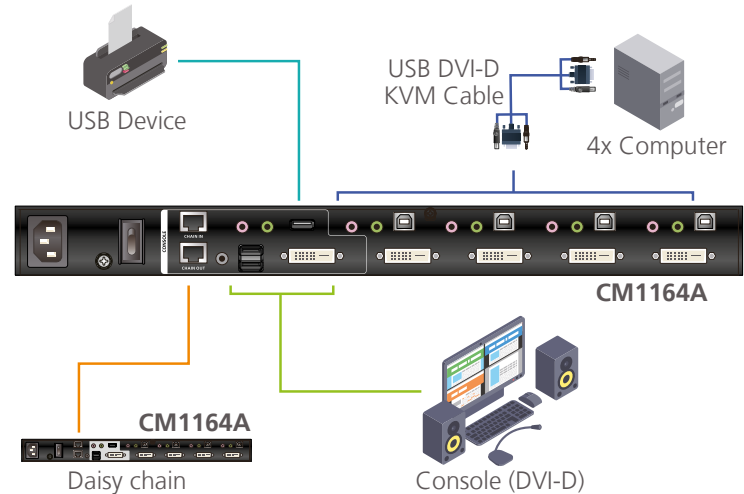 USB Device
USB DVI-D
KVM Cable
4x Computer
CONSOLE
CHAIN IN
CHAIN OUT
CM1164A
CM1164A
Daisy chain
Console (DVI-D)